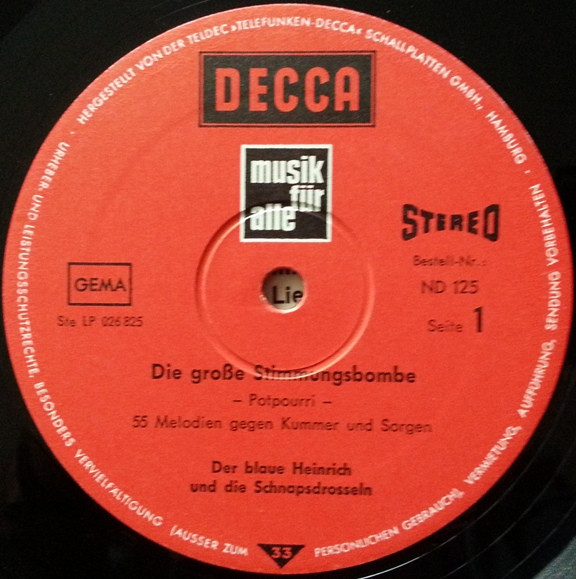 · HERGESTELLT VON DER TELDEC »TELEFUNKEN-DECCA« SCHALLPLATTEN GMBH., HAMBURG ·
URHEBER- UND LEISTUNGSSCHUTZRECHTE, BESONDERS VERVIELFÄLTIGUNG (AUSSER ZUM PERSÖNLICHEN GEBRAUCH), VERMIETUNG, AUFFÜHRUNG, SENDUNG VORBEHALTEN ·
DECCA
musik
für
alle
STEREO
Bestell-Nr.:
GEMA
ND 125
Lie
Ste LP 026 825
Seite 1
Die große Stimmungsbombe
– Potpourri –
55 Melodien gegen Kummer und Sorgen
Der blaue Heinrich
und die Schnapsdrosseln
33